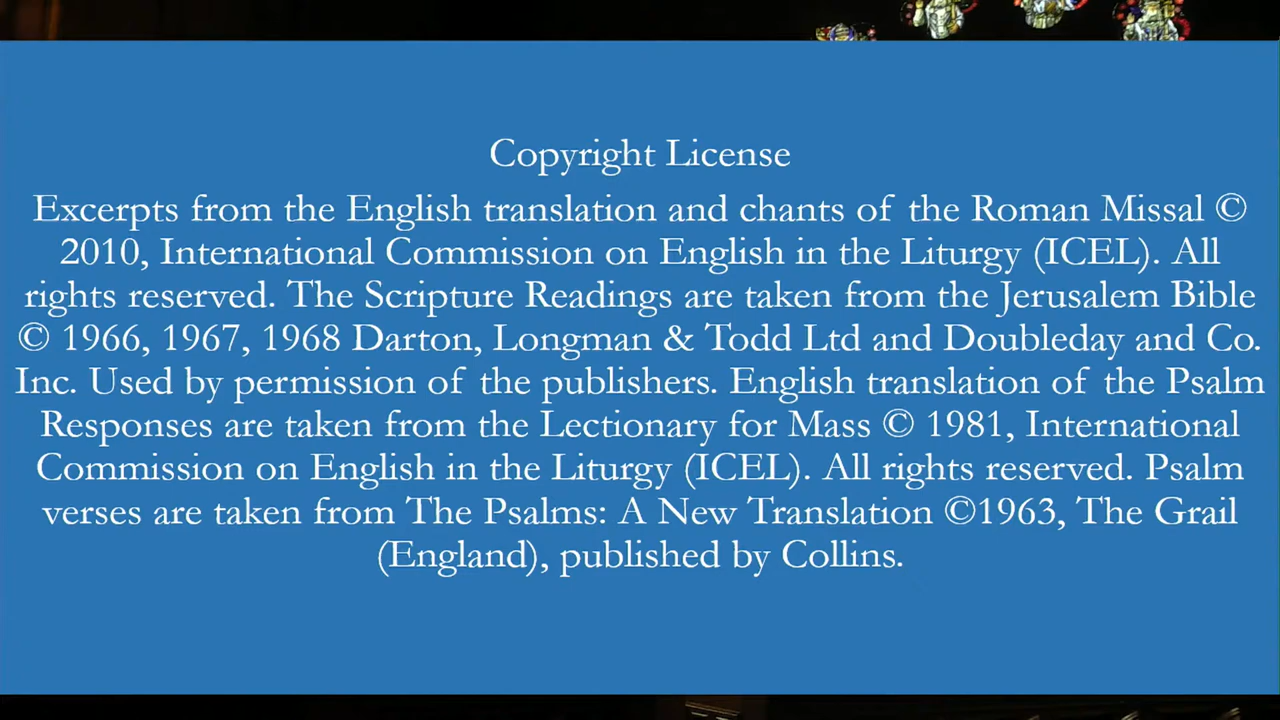 Copyright License
Excerpts from the English translation and chants of the Roman Missal ©
2010, International Commission on English in the Liturgy (ICEL). All
rights reserved. The Scripture Readings are taken from the Jerusalem Bible
© 1966, 1967, 1968 Darton, Longman & Todd Ltd and Doubleday and Co.
Inc. Used by permission of the publishers. English translation of the Psalm
Responses are taken from the Lectionary for Mass © 1981, International
Commission on English in the Liturgy (ICEL). All rights reserved. Psalm
verses are taken from The Psalms: A New Translation ©1963, The Grail
(England), published by Collins.